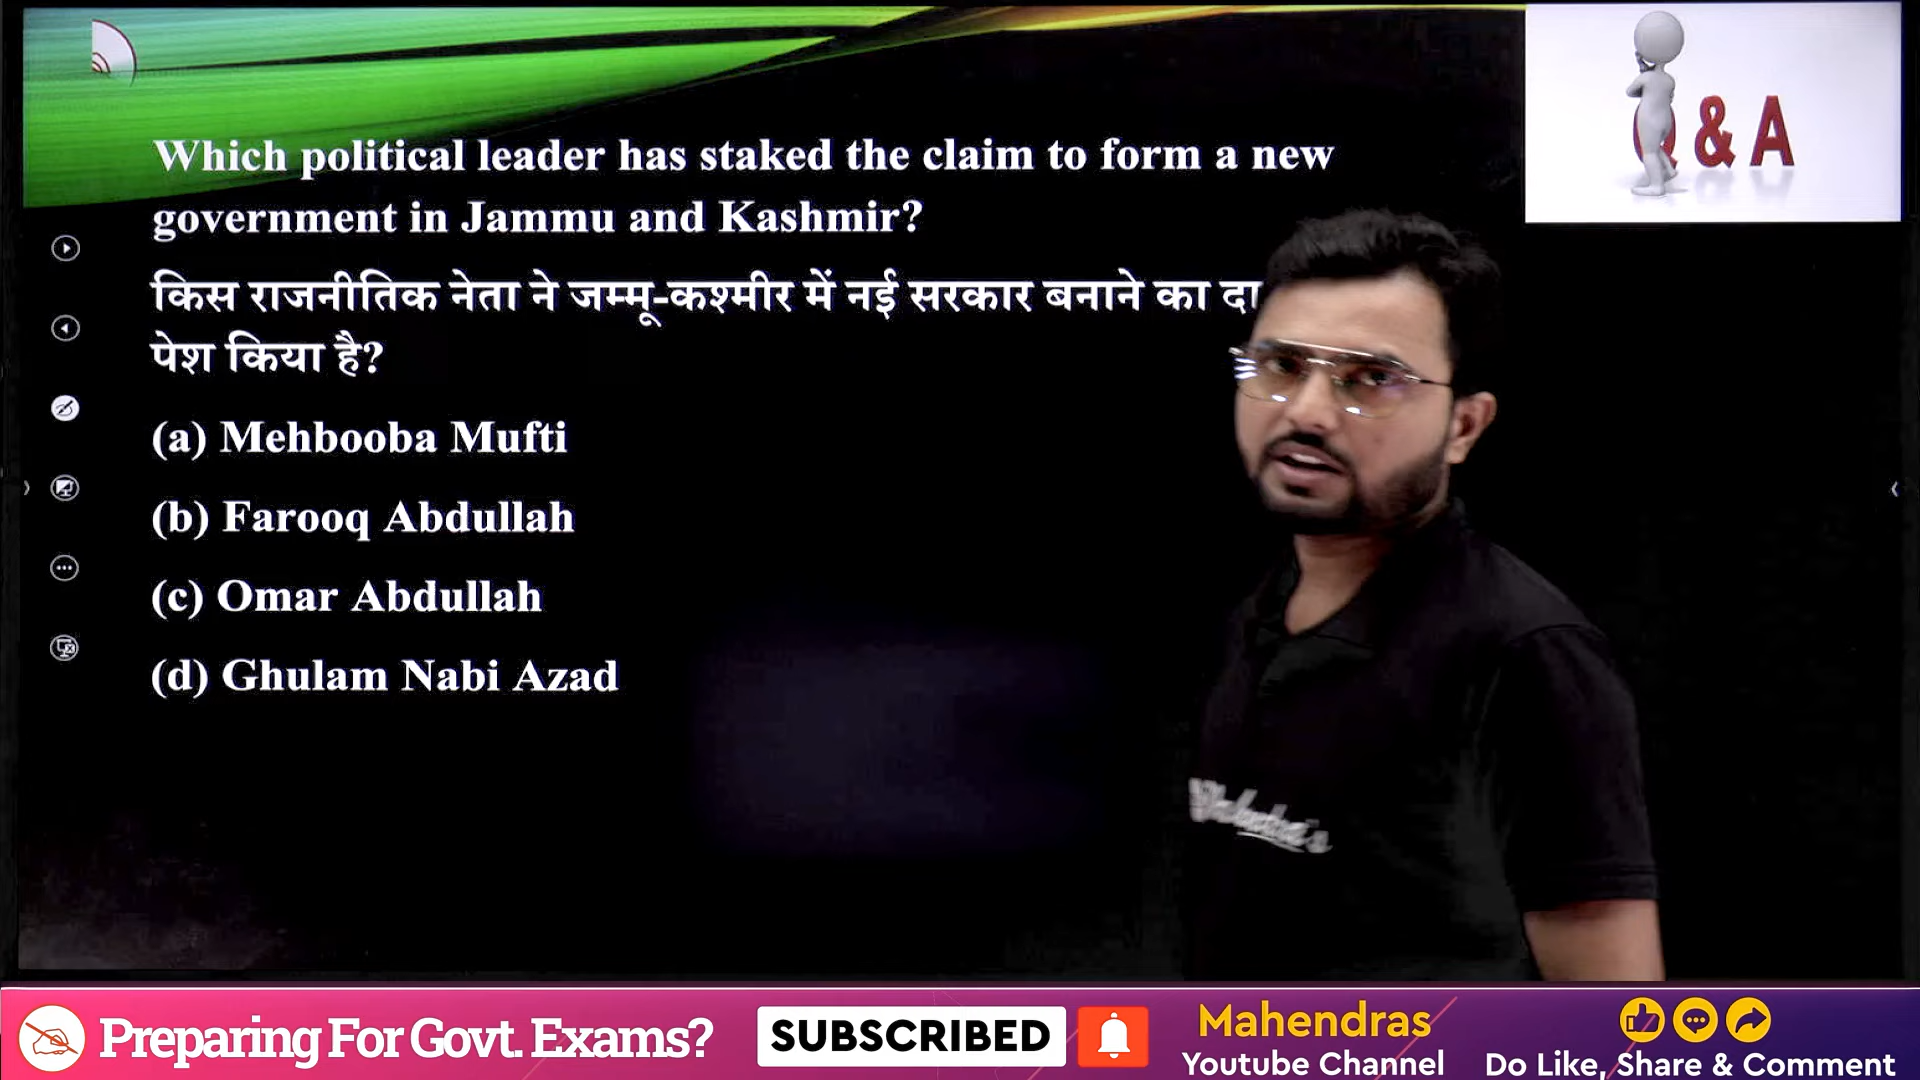 Which political leader has staked the claim to form a new
government in Jammu and Kashmir?
किस राजनीतिक नेता ने जम्मू-कश्मीर में नई सरकार बनाने का
पेश किया है?
(a) Mehbooba Mufti
(b) Farooq Abdullah
(c) Omar Abdullah
(d) Ghulam Nabi Azad
Q & A
Preparing For Govt. Exams?
SUBSCRIBED
Mahendras
Youtube Channel
Do Like, Share & Comment